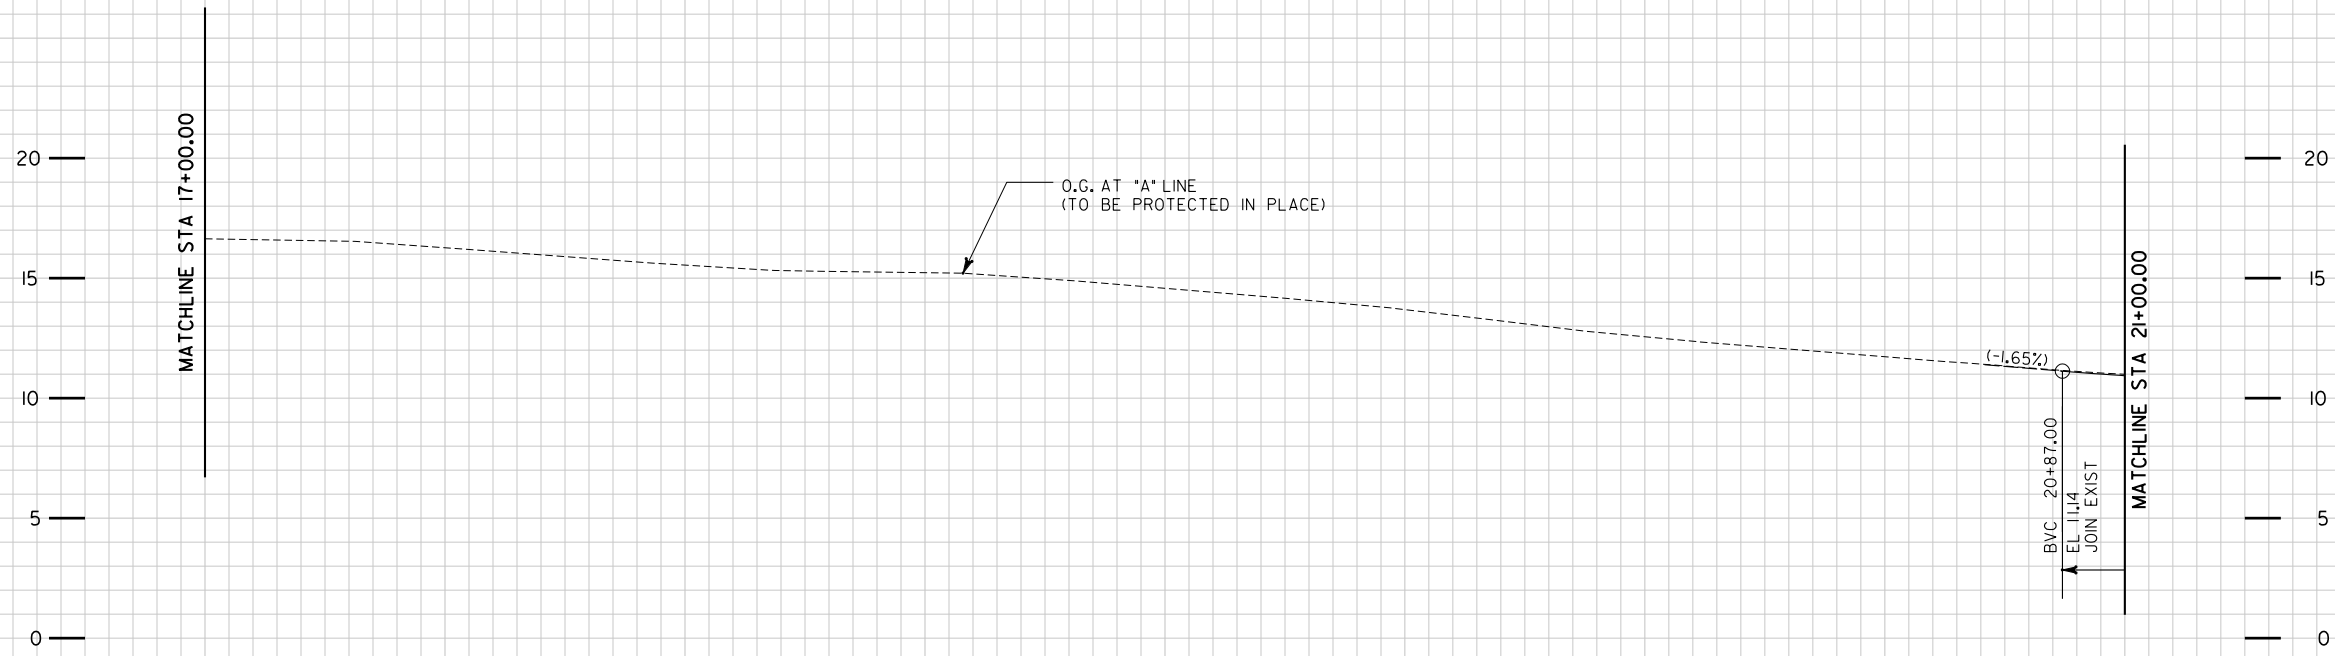 MATCHLINE STA 17+00.00
20
15
10
5
0
O.G. AT "A" LINE
(TO BE PROTECTED IN PLACE)
(-1.65%)
BVC 20+87.00
EL 11.14
JOIN EXIST
MATCHLINE STA 21+00.00
20
15
10
5
0